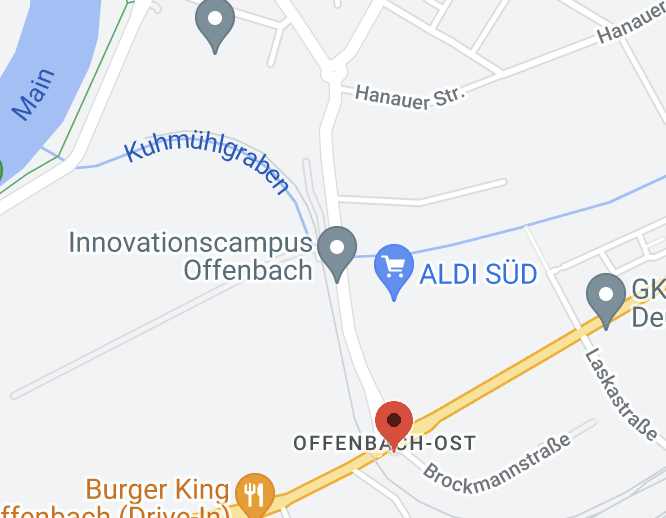 Hanauer
Main
Hanauer Str.
Kuhmühlgraben
Innovationscampus
Offenbach
ALDI SÜD
GK
De
Laskastraße
OFFENBACH-OST
Brockmannstraße
Burger King
ffenbach (Drive-In)